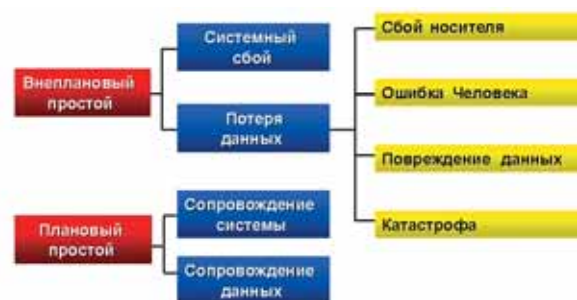 Внеплановый
простой
Системный
сбой
Потеря
данных
Сбой носителя
Ошибка Человека
Повреждение данных
Катастрофа
Плановый
простой
Сопровождение
системы
Сопровождение
данных